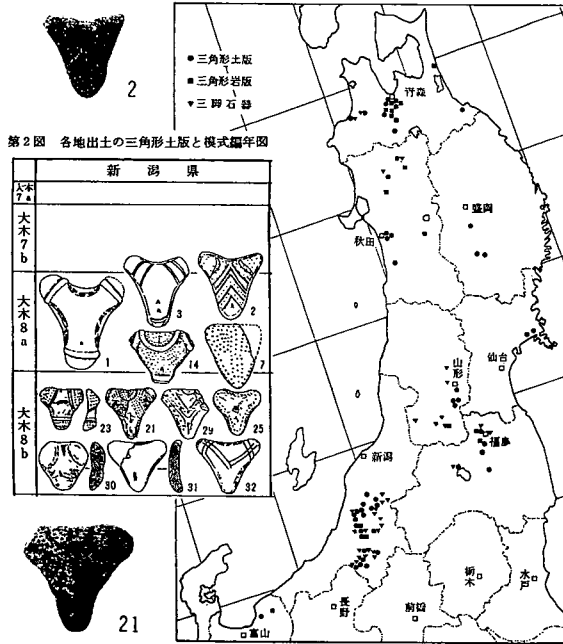 2
第2図 各地出土の三角形土版と模式編年図
新潟県
大木7a
大木7b
大木8a
大木8b
1
3
2
14
7
23
21
29
25
30
31
32
21
●三角形土版
■三角形岩版
▼三脚石器
青森
秋田
盛岡
山形
仙台
新潟
福島
富山
長野
前橋
栃木
水戸